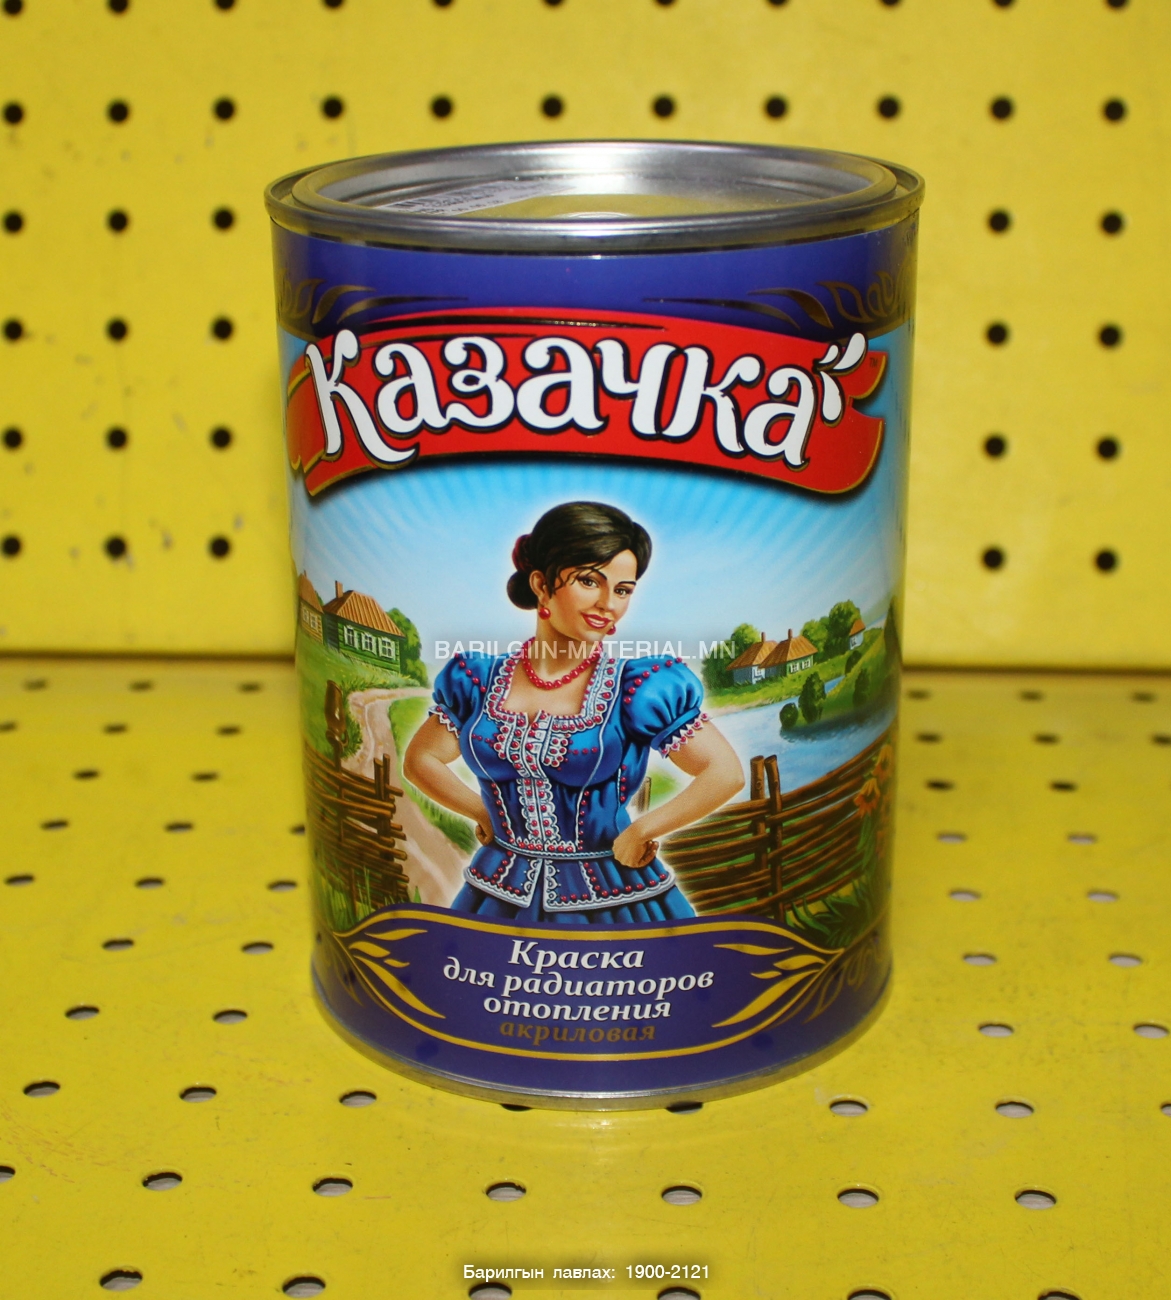 Казачка
BARILGIIN-MATERIAL.MN
Краска
для радиаторов
отопления
акриловая
Барилгын лавлах: 1900-2121